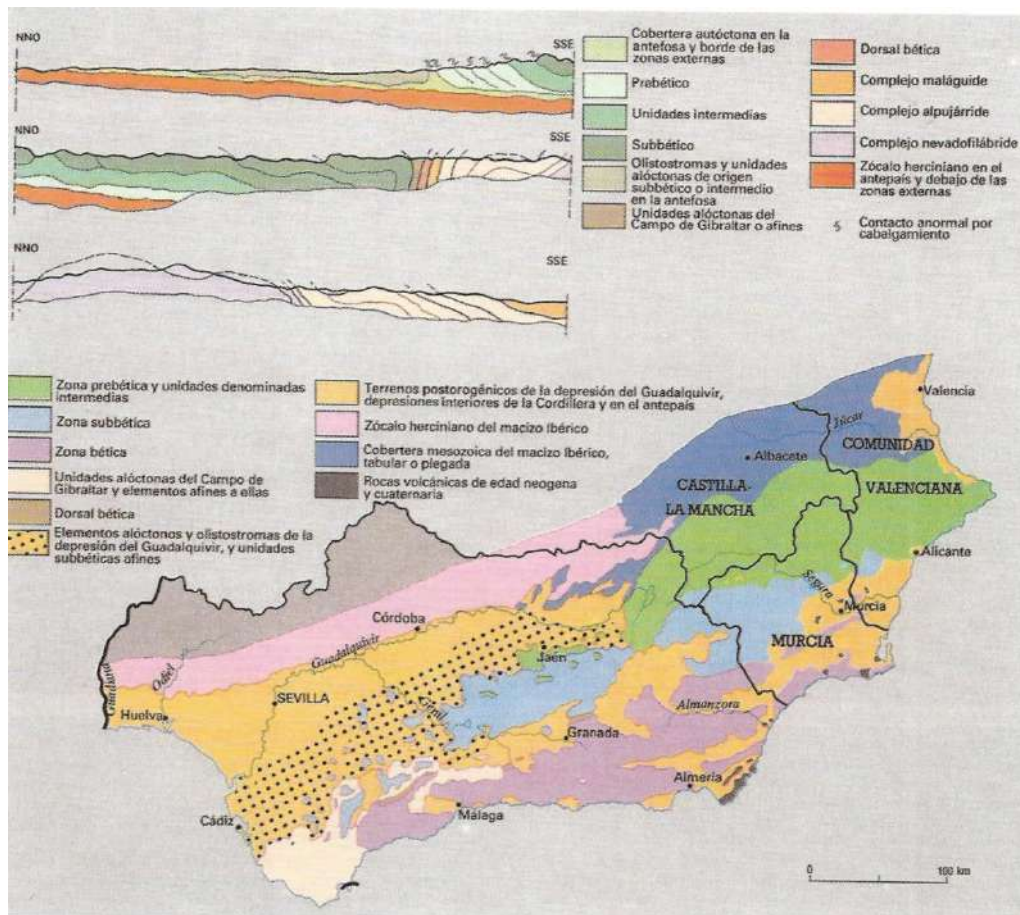 NNO
SSE
NNO
SSE
NNO
SSE
Cobertera autóctona en la
antefosa y borde de las
zonas externas
Prebético
Unidades intermedias
Subbético
Olistostromas y unidades
alóctonas de origen
subbético o intermedio
en la antefosa
Unidades alóctonas del
Campo de Gibraltar o afines
Dorsal bética
Complejo maláguide
Complejo alpujárride
Complejo nevadofilábride
Zócalo herciniano en el
antepaís y debajo de las
zonas externas
Contacto anormal por
cabalgamiento
Zona prebética y unidades denominadas
intermedias
Zona subbética
Zona bética
Unidades alóctonas del Campo de
Gibraltar y elementos afines a ellas
Dorsal bética
Elementos alóctonos y olistostromas de la
depresión del Guadalquivir, y unidades
subbéticas afines
Terrenos postorogénicos de la depresión del Guadalquivir,
depresiones interiores de la Cordillera y en el antepaís
Zócalo herciniano del macizo Ibérico
Cobertera mesozoica del macizo Ibérico,
tabular o plegada
Rocas volcánicas de edad neogena
y cuaternaria
Valencia
Júcar
COMUNIDAD
Albacete
CASTILLA-
LA MANCHA
VALENCIANA
Alicante
Segura
Murcia
MURCIA
Córdoba
Guadalquivir
Jaén
Guadiana
Odiel
SEVILLA
Huelva
Genil
Almanzora
Granada
Almería
Málaga
Cádiz
0 100 km